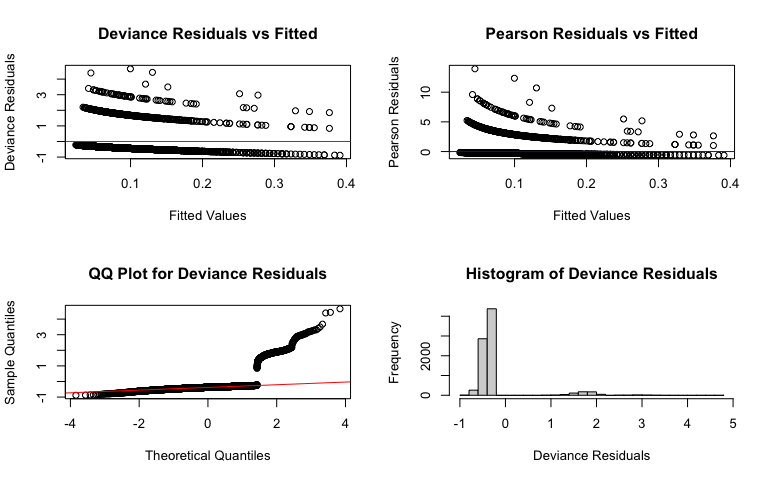 Deviance Residuals vs Fitted
Deviance Residuals
3
1
-1
0.1 0.2 0.3 0.4
Fitted Values
Pearson Residuals vs Fitted
Pearson Residuals
10
5
0
0.1 0.2 0.3 0.4
Fitted Values
QQ Plot for Deviance Residuals
Sample Quantiles
3
1
-1
-4 -2 0 2 4
Theoretical Quantiles
Histogram of Deviance Residuals
Frequency
2000
0
-1 0 1 2 3 4 5
Deviance Residuals